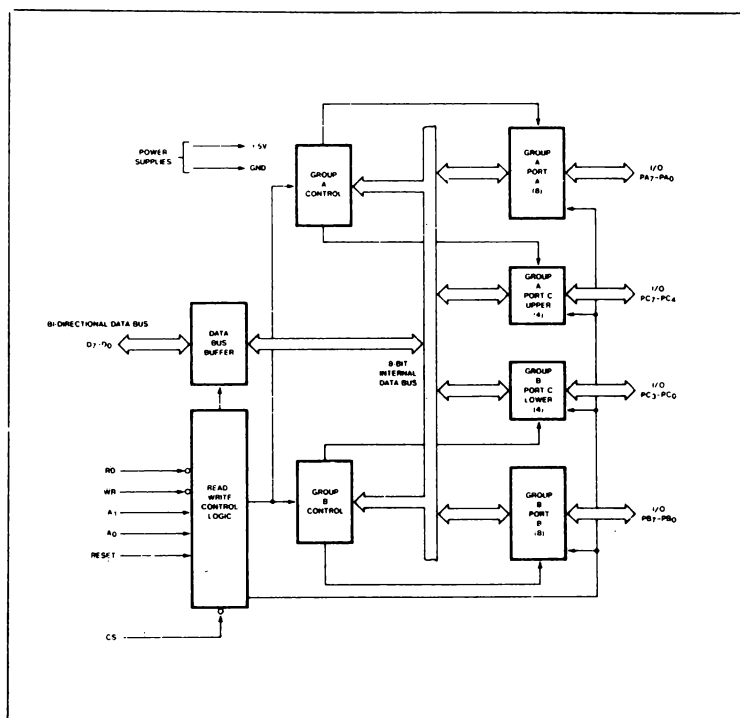 POWER
SUPPLIES
+5V
GND
GROUP
A
CONTROL
GROUP
A
PORT
A
(8)
I/O
PA7-PA0
GROUP
A
PORT C
UPPER
(4)
I/O
PC7-PC4
BI-DIRECTIONAL DATA BUS
D7-D0
DATA
BUS
BUFFER
8-BIT
INTERNAL
DATA BUS
GROUP
B
PORT C
LOWER
(4)
I/O
PC3-PC0
RD
WR
A1
A0
RESET
READ
WRITE
CONTROL
LOGIC
GROUP
B
CONTROL
GROUP
B
PORT
B
(8)
I/O
PB7-PB0
CS